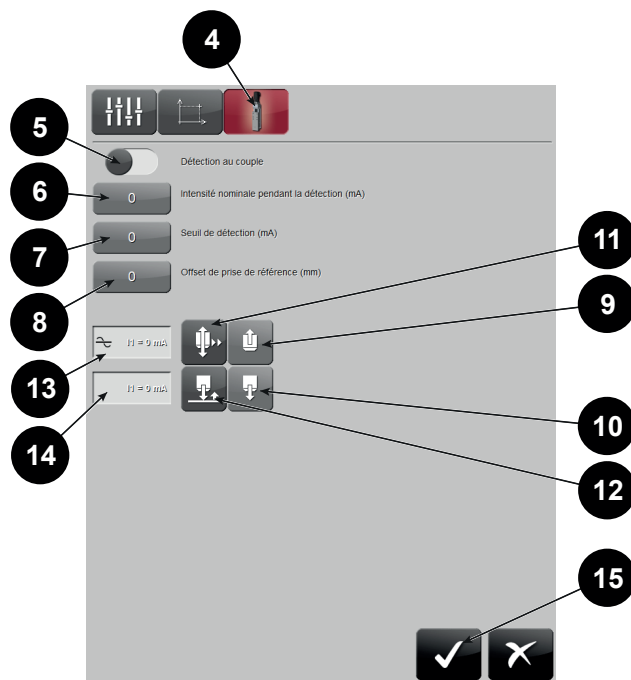 4
5
Détection au couple
6
0
Intensité nominale pendant la détection (mA)
7
0
Seuil de détection (mA)
11
8
0
Offset de prise de référence (mm)
9
13
I1 = 0 mA
14
I1 = 0 mA
10
12
15